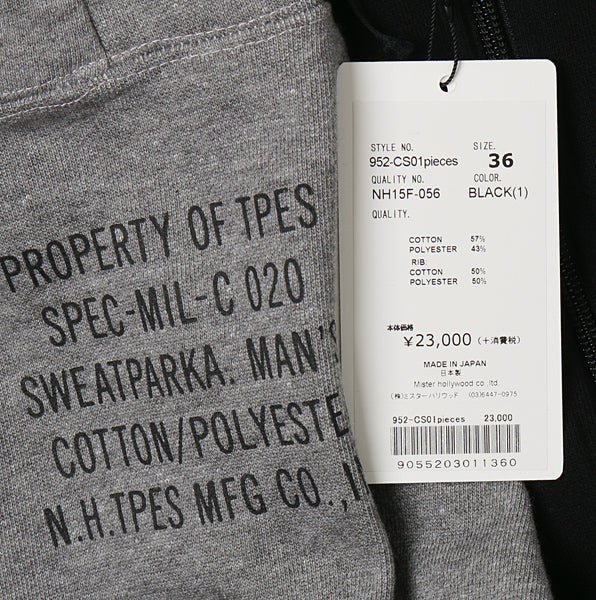 PROPERTY OF TPES
SPEC-MIL-C 020
SWEATPARKA. MAN'S
COTTON/POLYESTE
N.H.TPES MFG CO.,I
STYLE NO. SIZE.
952-CS01pieces 36
QUALITY NO. COLOR.
NH15F-056 BLACK(1)
QUALITY.
COTTON 57%
POLYESTER 43%
RIB:
COTTON 50%
POLYESTER 50%
本体価格
¥23,000 (+消費税)
MADE IN JAPAN
日本製
Mister hollywood co.,ltd
(株)ミスターハリウッド (03)6447-0975
952-CS01pieces 23,000
9055203011360